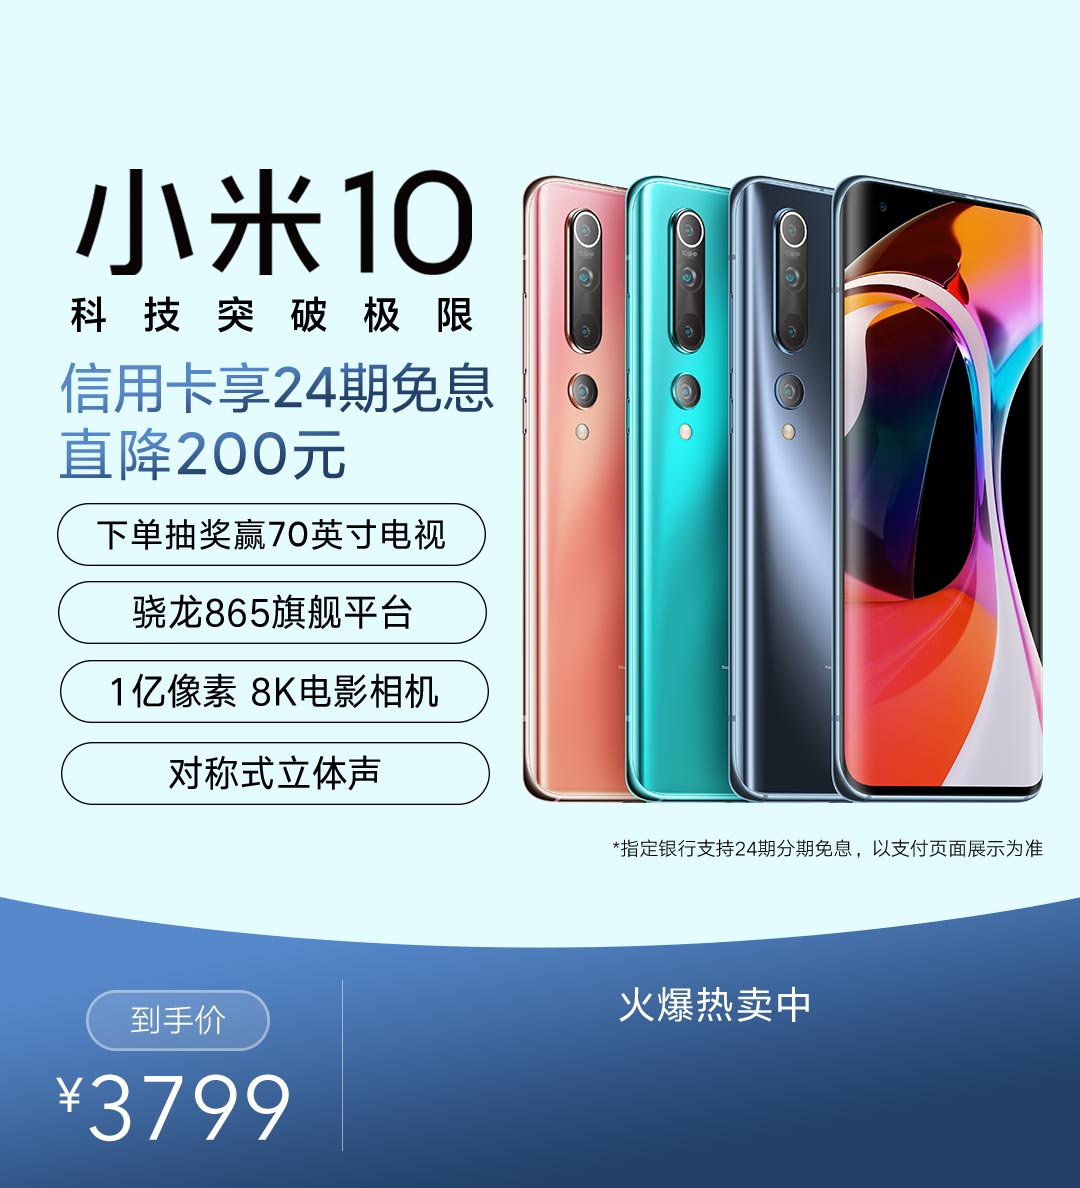 小米10
科技突破极限
信用卡享24期免息
直降200元
下单抽奖赢70英寸电视
骁龙865旗舰平台
1亿像素 8K电影相机
对称式立体声
*指定银行支持24期分期免息，以支付页面展示为准
到手价
¥3799
火爆热卖中